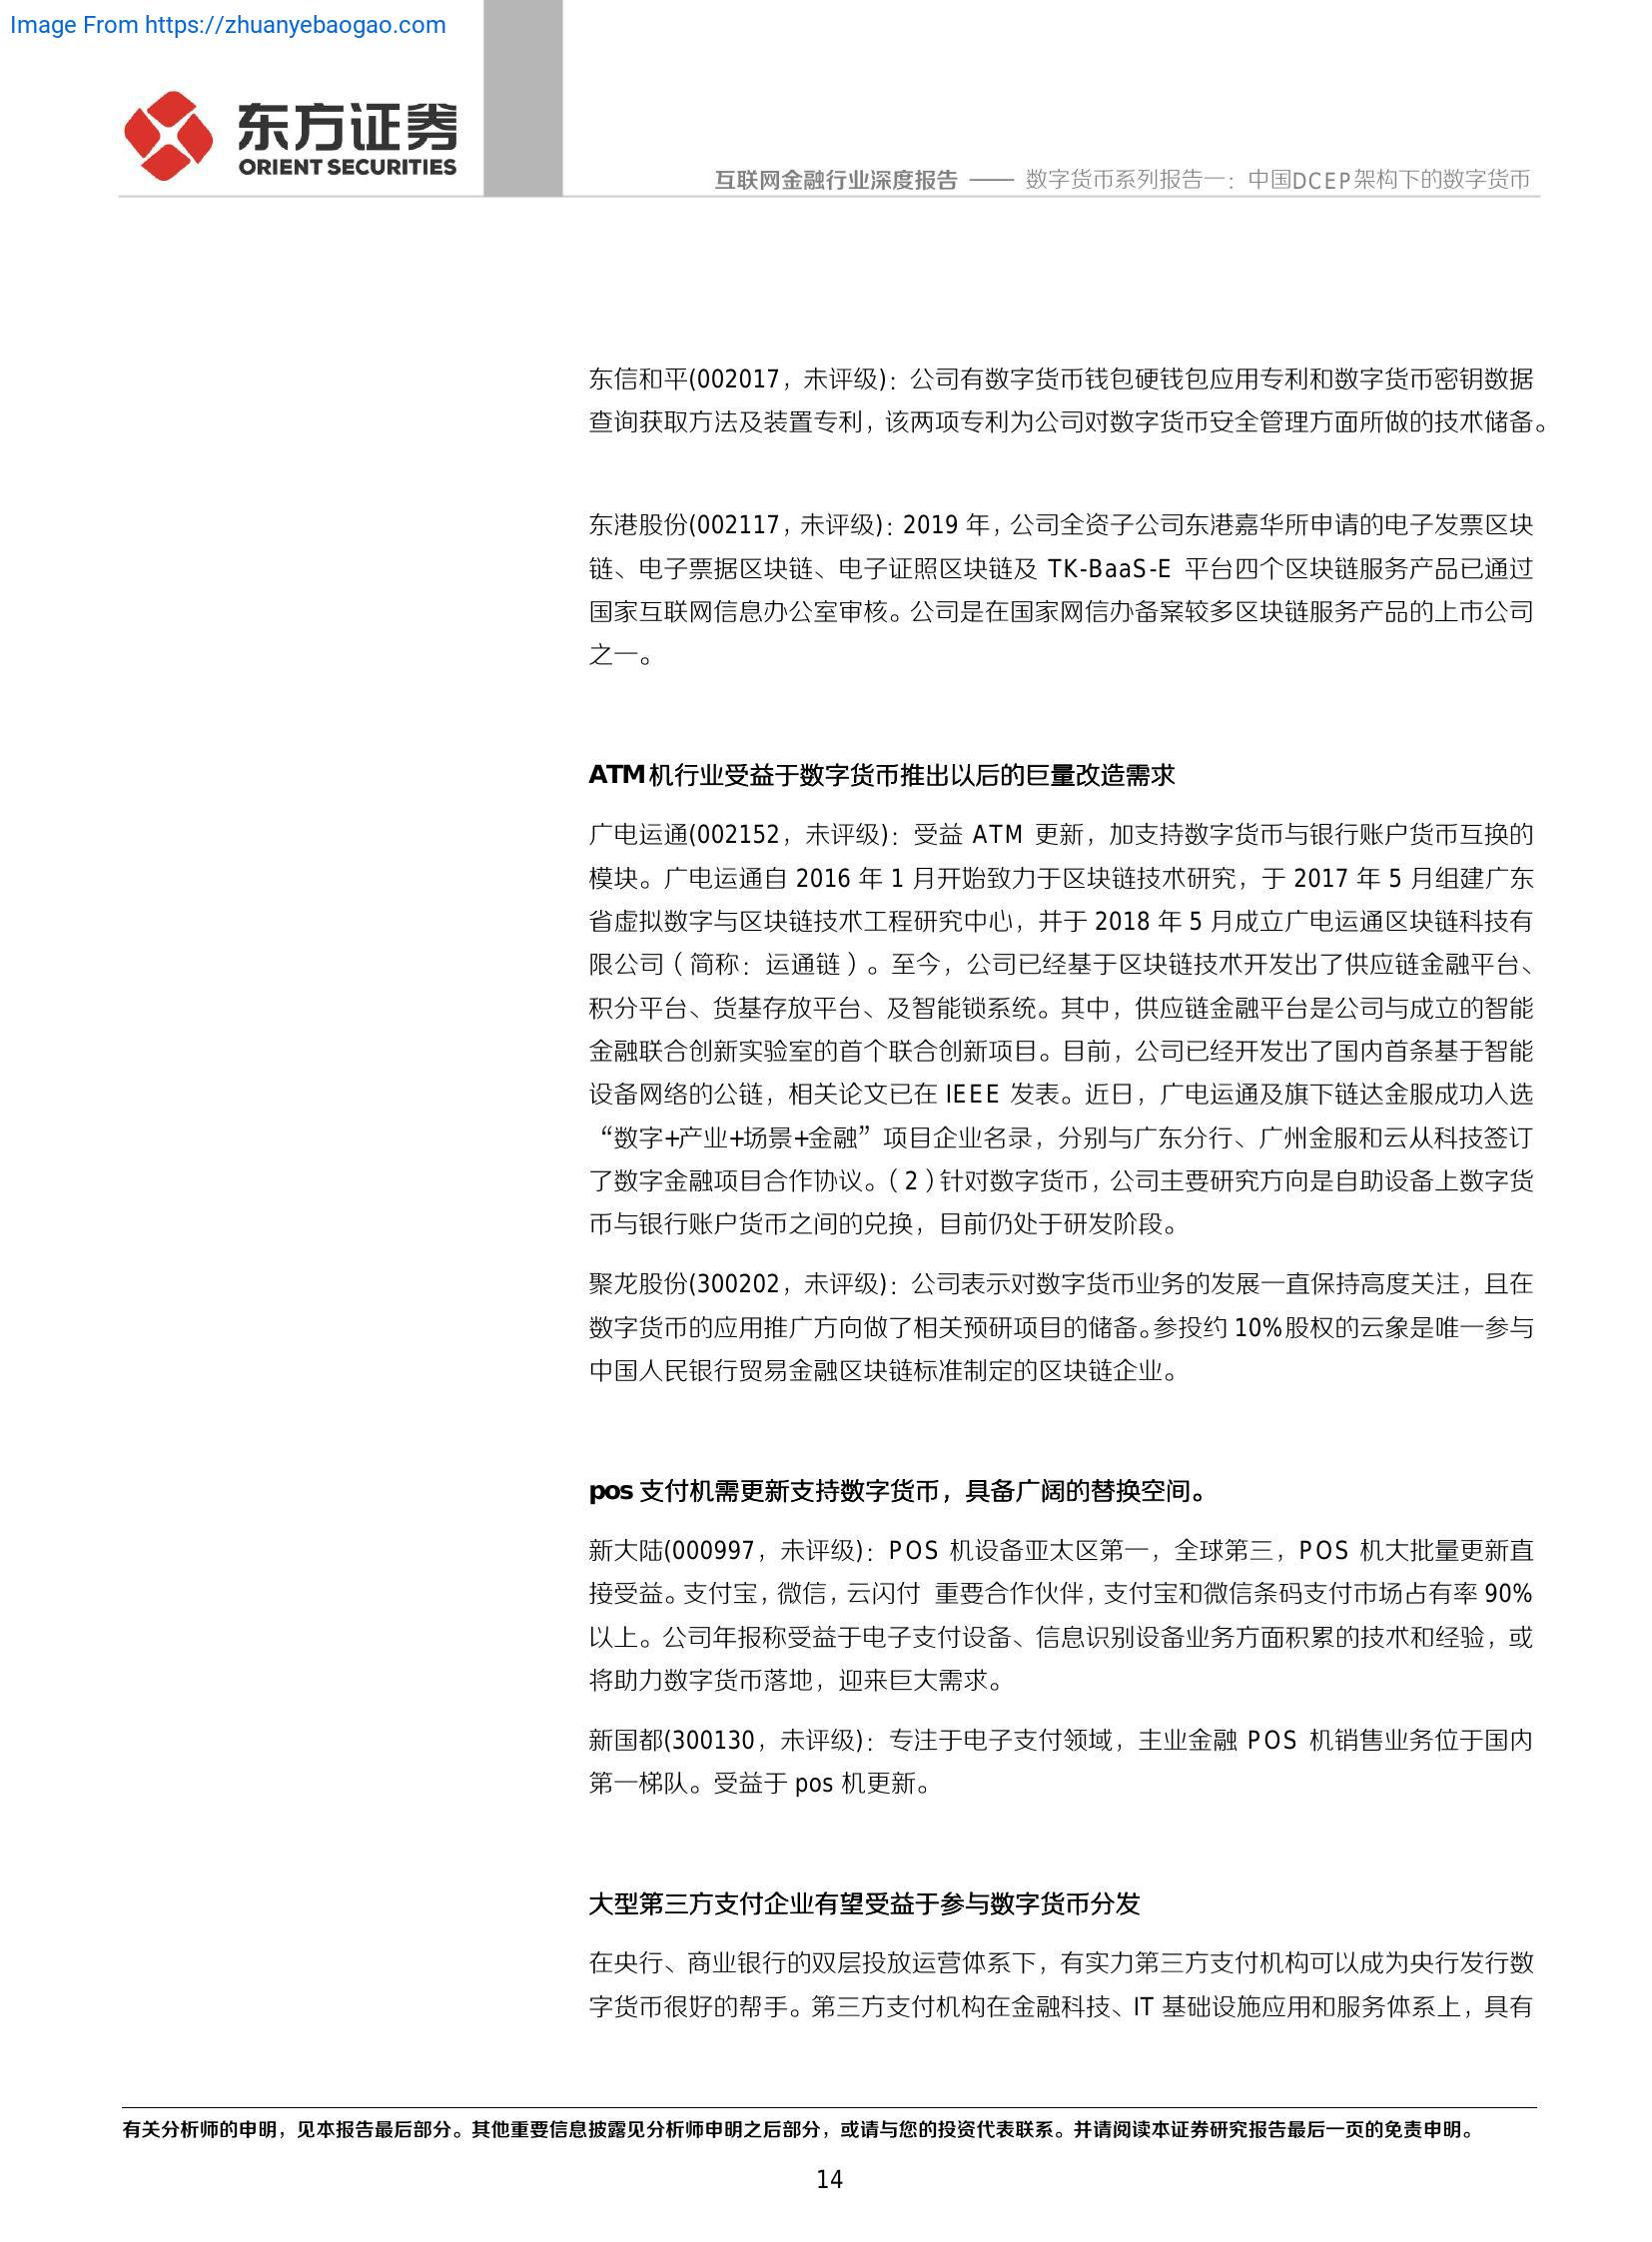 Image From https://zhuanyebaogao.com
东方证券
ORIENT SECURITIES
互联网金融行业深度报告 —— 数字货币系列报告一：中国DCEP架构下的数字货币
东信和平(002017，未评级)：公司有数字货币钱包硬钱包应用专利和数字货币密钥数据
查询获取方法及装置专利，该两项专利为公司对数字货币安全管理方面所做的技术储备。
东港股份(002117，未评级)：2019 年，公司全资子公司东港嘉华所申请的电子发票区块
链、电子票据区块链、电子证照区块链及 TK-BaaS-E 平台四个区块链服务产品已通过
国家互联网信息办公室审核。公司是在国家网信办备案较多区块链服务产品的上市公司
之一。
ATM机行业受益于数字货币推出以后的巨量改造需求
广电运通(002152，未评级)：受益 ATM 更新，加支持数字货币与银行账户货币互换的
模块。广电运通自 2016 年 1 月开始致力于区块链技术研究，于 2017 年 5 月组建广东
省虚拟数字与区块链技术工程研究中心，并于 2018 年 5 月成立广电运通区块链科技有
限公司（简称：运通链）。至今，公司已经基于区块链技术开发出了供应链金融平台、
积分平台、货基存放平台、及智能锁系统。其中，供应链金融平台是公司与成立的智能
金融联合创新实验室的首个联合创新项目。目前，公司已经开发出了国内首条基于智能
设备网络的公链，相关论文已在 IEEE 发表。近日，广电运通及旗下链达金服成功入选
“数字+产业+场景+金融”项目企业名录，分别与广东分行、广州金服和云从科技签订
了数字金融项目合作协议。（2）针对数字货币，公司主要研究方向是自助设备上数字货
币与银行账户货币之间的兑换，目前仍处于研发阶段。
聚龙股份(300202，未评级)：公司表示对数字货币业务的发展一直保持高度关注，且在
数字货币的应用推广方向做了相关预研项目的储备。参投约 10%股权的云象是唯一参与
中国人民银行贸易金融区块链标准制定的区块链企业。
pos 支付机需更新支持数字货币，具备广阔的替换空间。
新大陆(000997，未评级)：POS 机设备亚太区第一，全球第三，POS 机大批量更新直
接受益。支付宝，微信，云闪付 重要合作伙伴，支付宝和微信条码支付市场占有率 90%
以上。公司年报称受益于电子支付设备、信息识别设备业务方面积累的技术和经验，或
将助力数字货币落地，迎来巨大需求。
新国都(300130，未评级)：专注于电子支付领域，主业金融 POS 机销售业务位于国内
第一梯队。受益于 pos 机更新。
大型第三方支付企业有望受益于参与数字货币分发
在央行、商业银行的双层投放运营体系下，有实力第三方支付机构可以成为央行发行数
字货币很好的帮手。第三方支付机构在金融科技、IT 基础设施应用和服务体系上，具有
有关分析师的申明，见本报告最后部分。其他重要信息披露见分析师申明之后部分，或请与您的投资代表联系。并请阅读本证券研究报告最后一页的免责申明。
14